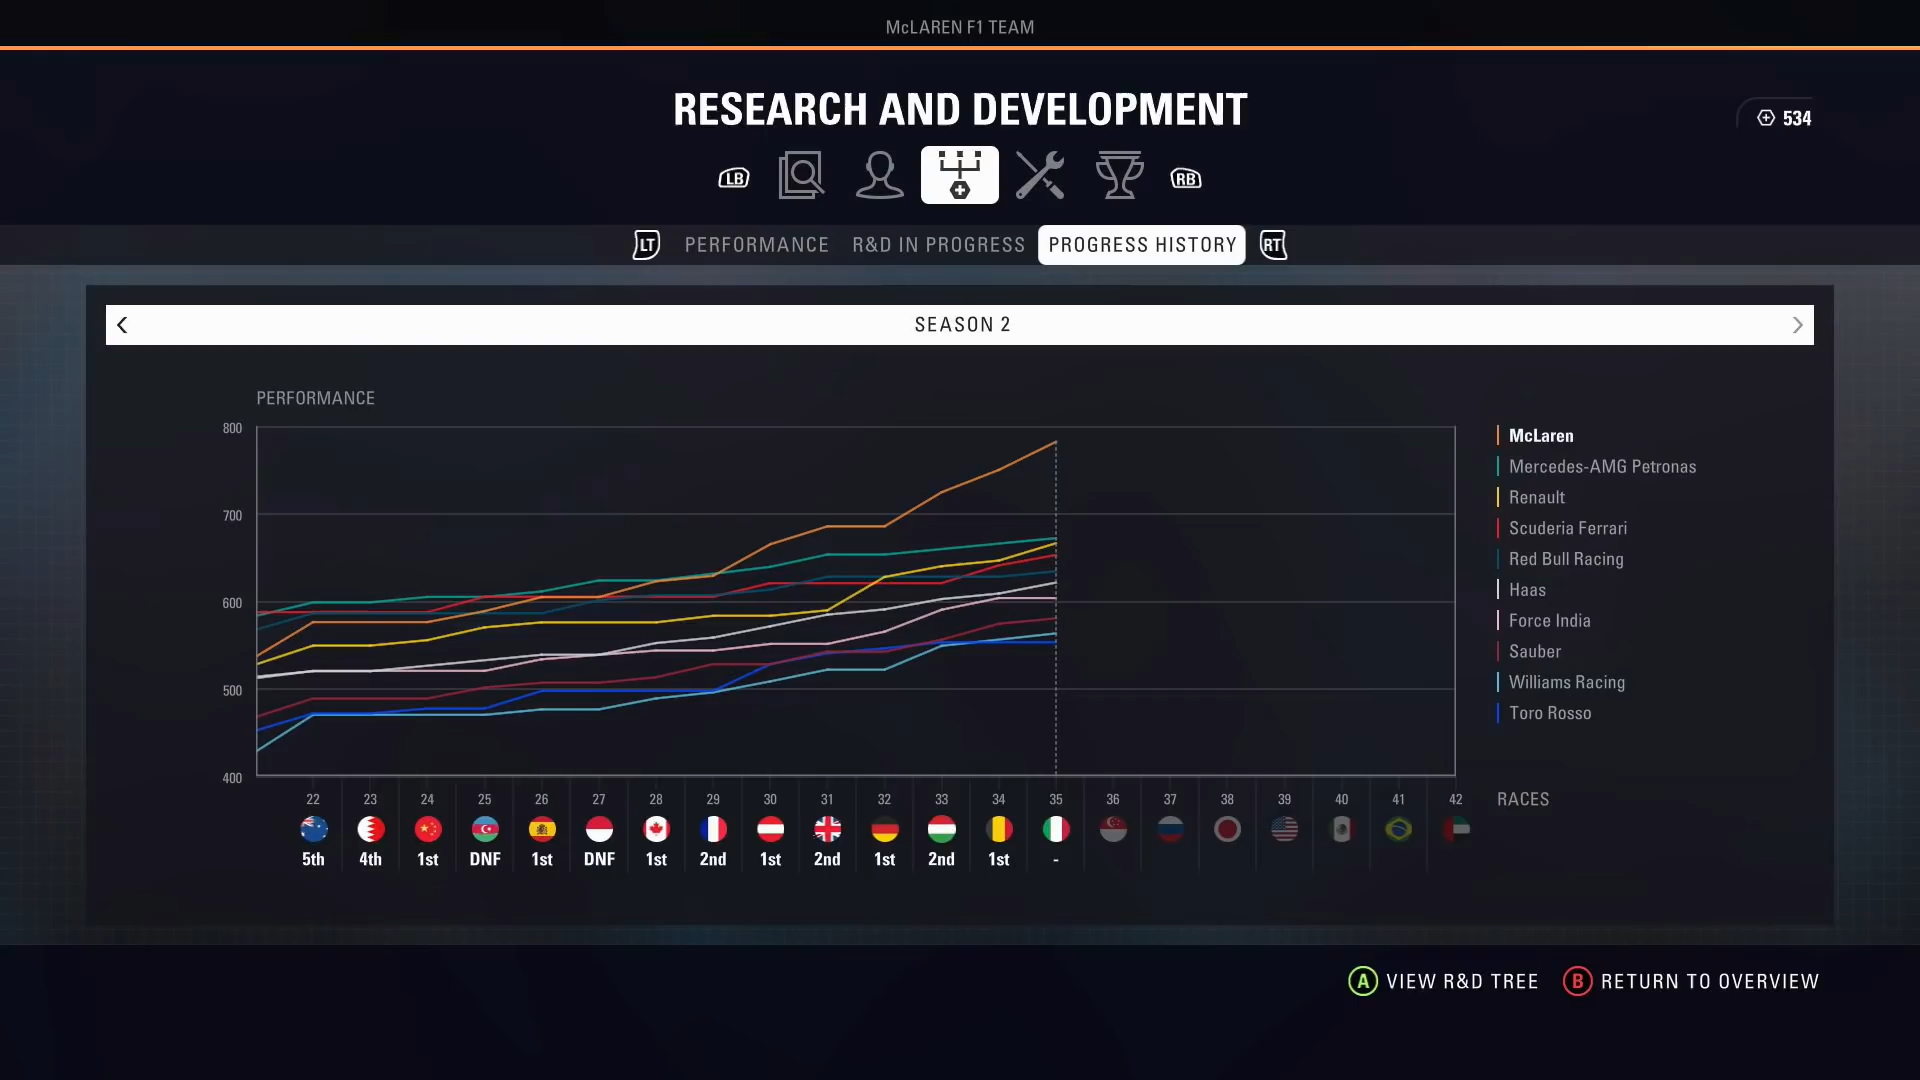 McLAREN F1 TEAM
RESEARCH AND DEVELOPMENT
534
LB
RB
LT PERFORMANCE R&D IN PROGRESS PROGRESS HISTORY RT
SEASON 2
PERFORMANCE
800
700
600
500
400
McLaren
Mercedes-AMG Petronas
Renault
Scuderia Ferrari
Red Bull Racing
Haas
Force India
Sauber
Williams Racing
Toro Rosso
22 23 24 25 26 27 28 29 30 31 32 33 34 35 36 37 38 39 40 41 42 RACES
5th 4th 1st DNF 1st DNF 1st 2nd 1st 2nd 1st 2nd 1st -
A VIEW R&D TREE B RETURN TO OVERVIEW